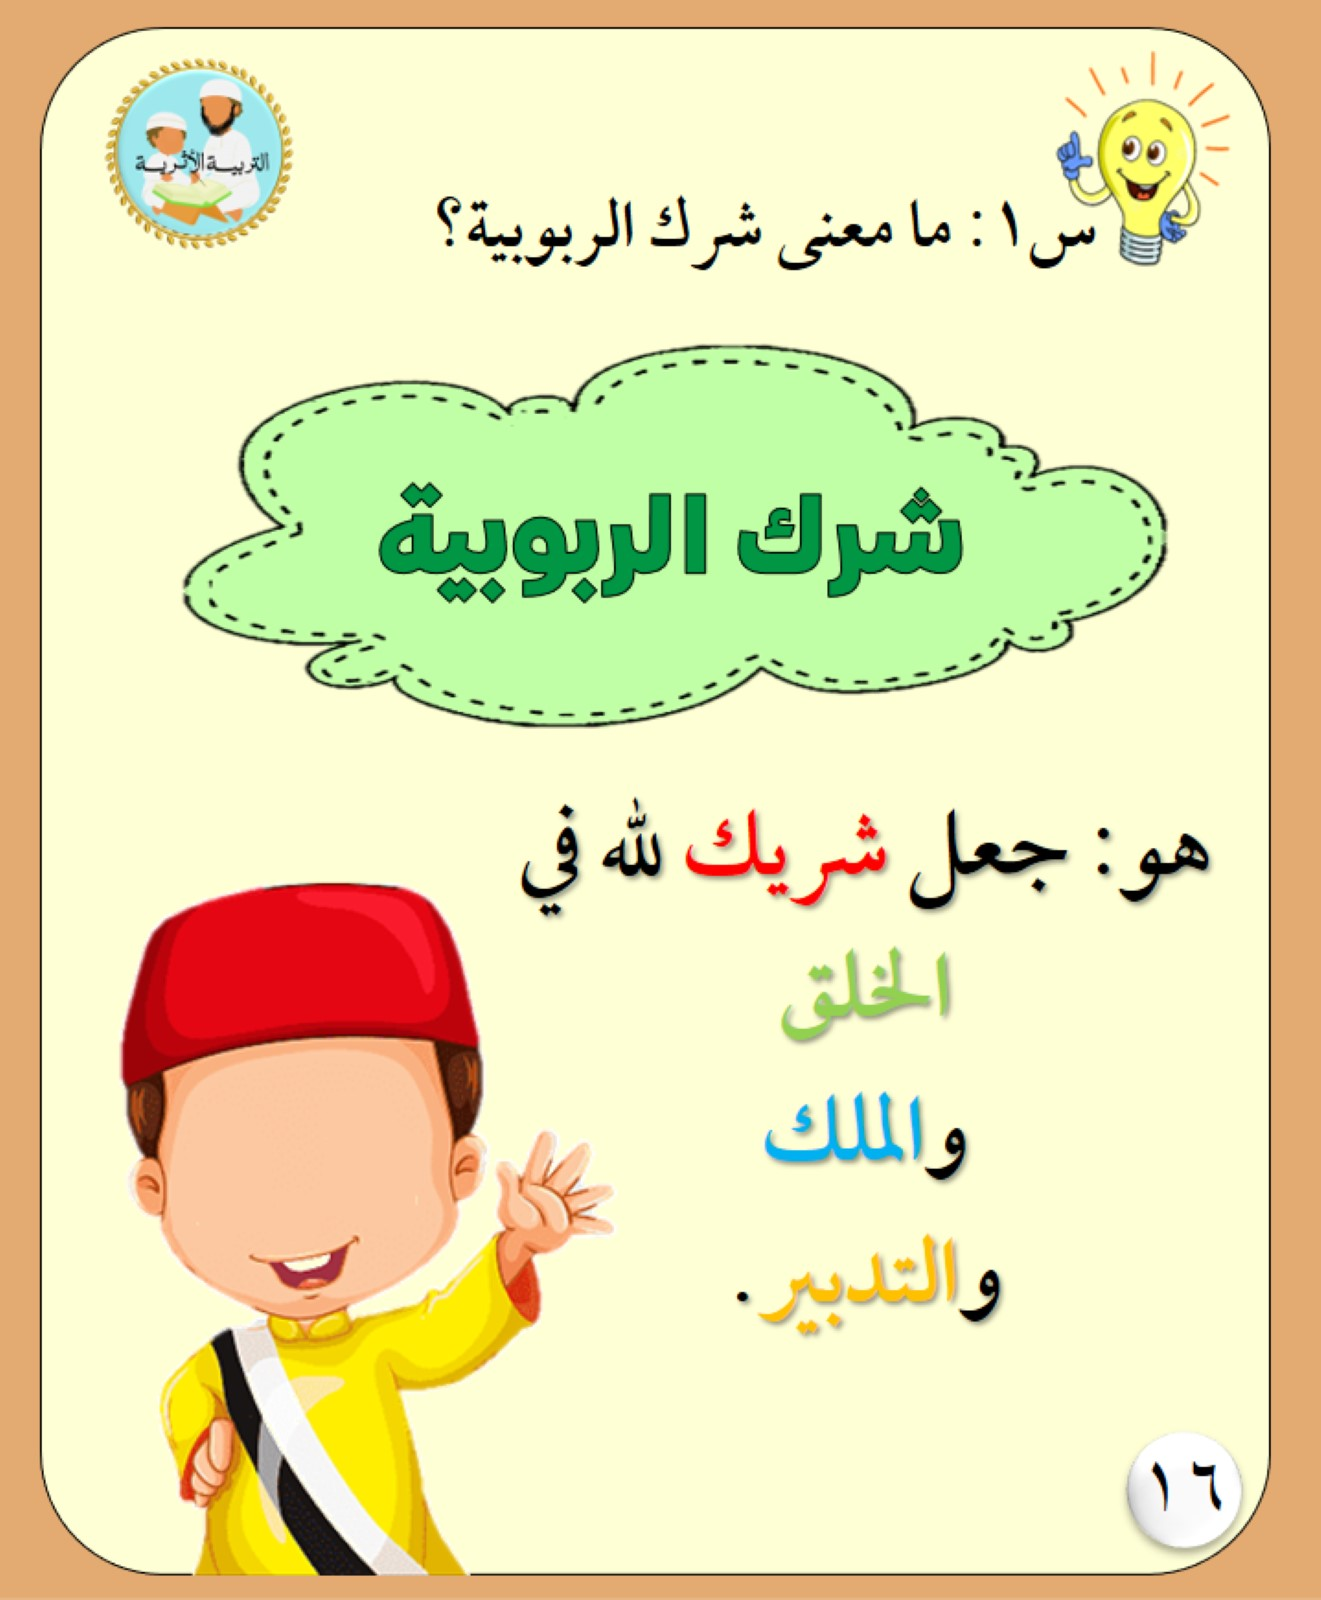 التربية الأثرية
س١: ما معنى شرك الربوبية؟
شرك الربوبية
هو: جعل شريك لله في
الخلق
والملك
والتدبير.
١٦